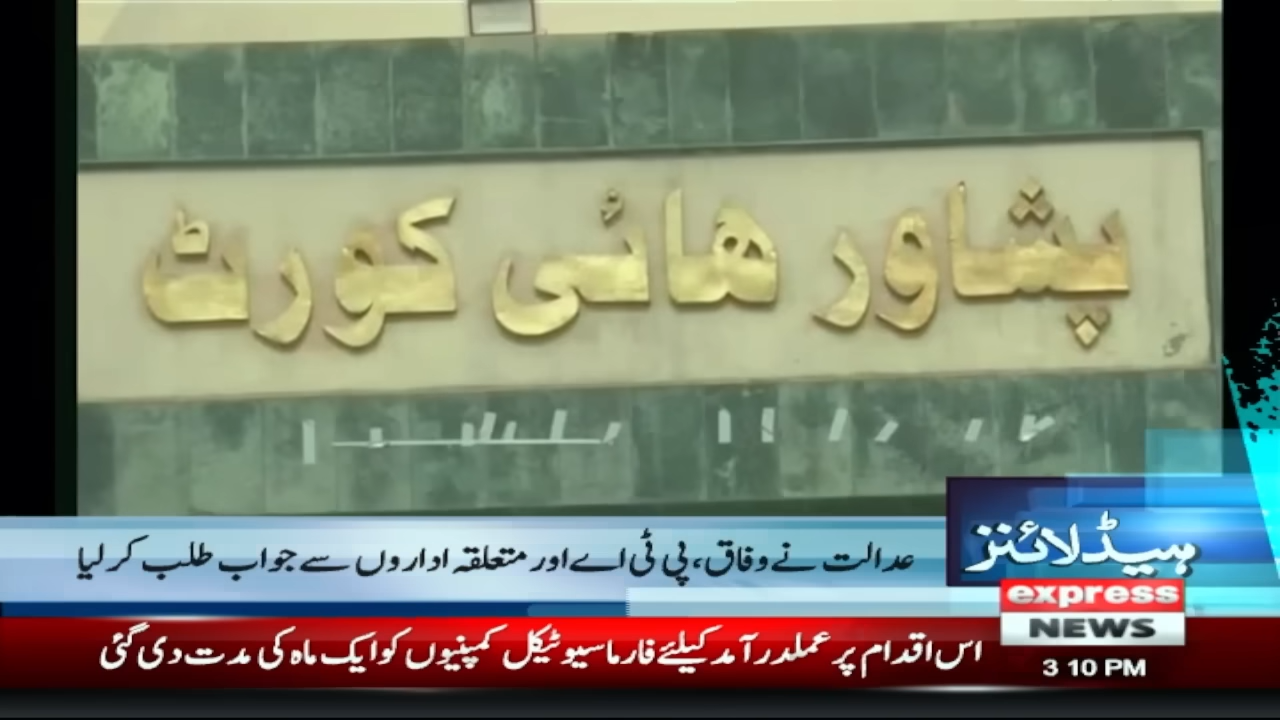 پشاور هائی کورٹ
ہیڈلائنز
عدالت نے وفاق، پی ٹی اے اور متعلقہ اداروں سے جواب طلب کرلیا
express
NEWS
اس اقدام پر عملدرآمد کیلئے فارماسیوٹیکل کمپنیوں کو ایک ماہ کی مدت دی گئی
3 10 PM